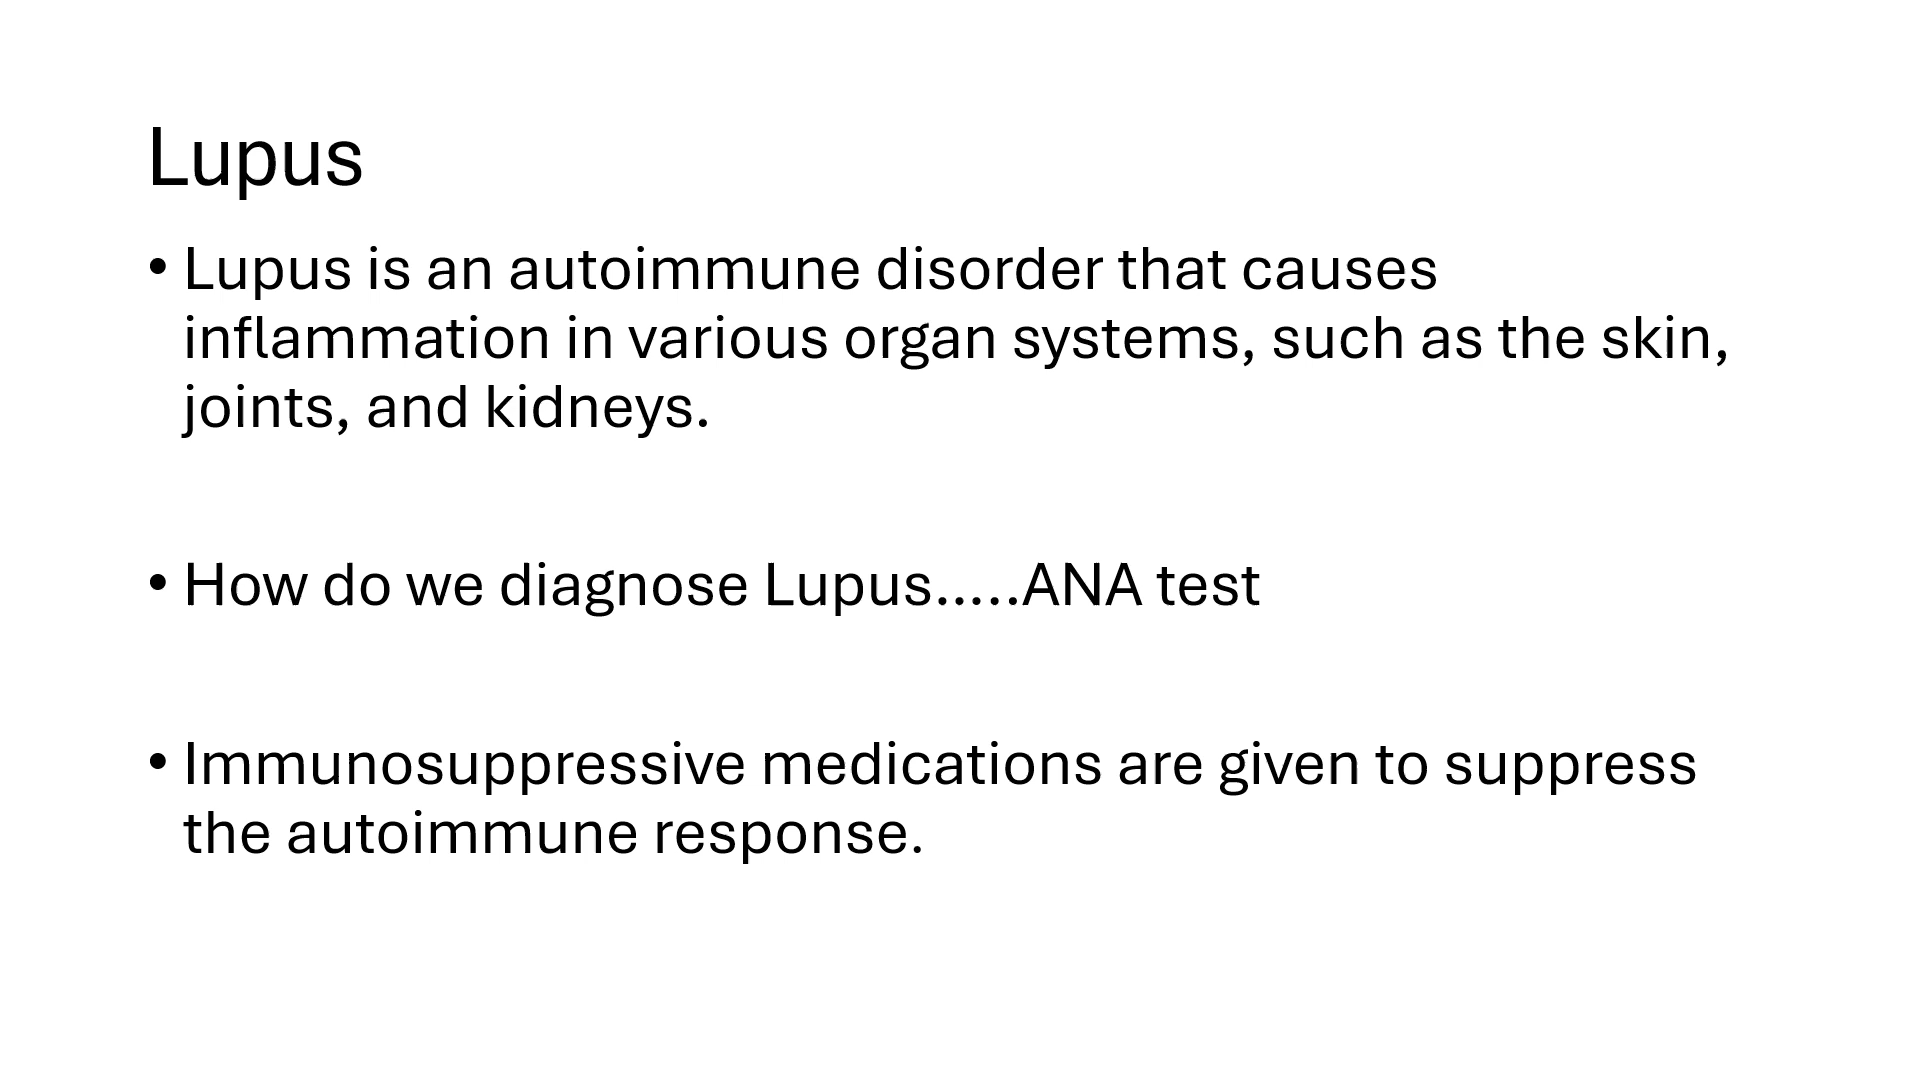 Lupus
• Lupus is an autoimmune disorder that causes
inflammation in various organ systems, such as the skin,
joints, and kidneys.
• How do we diagnose Lupus…..ANA test
• Immunosuppressive medications are given to suppress
the autoimmune response.